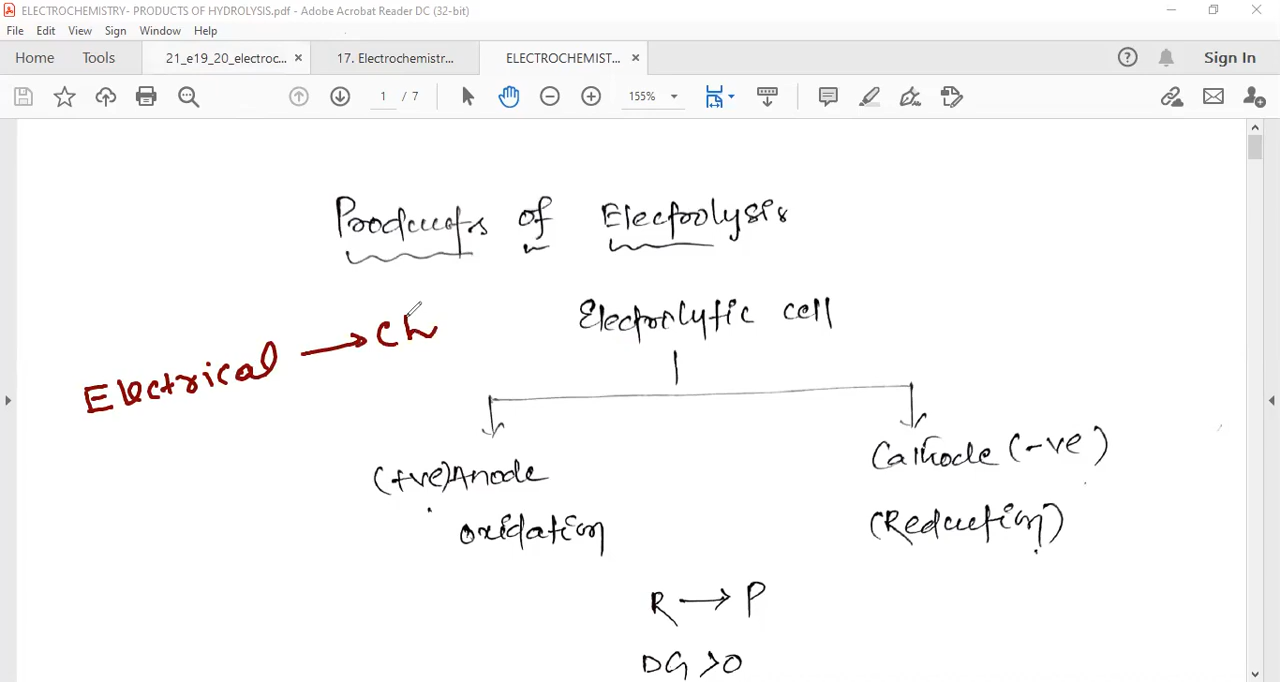 ELECTROCHEMISTRY- PRODUCTS OF HYDROLYSIS.pdf - Adobe Acrobat Reader DC (32-bit)
File Edit View Sign Window Help
Home Tools 21_e19_20_electroc... × 17. Electrochemistr... ELECTROCHEMIST... × Sign In
1 / 7 155%
Products of Electrolysis
Electrolytic cell
Electrical → Ch
(+ve) Anode
oxidation
Cathode (-ve)
(Reduction)
R → P
DG > 0